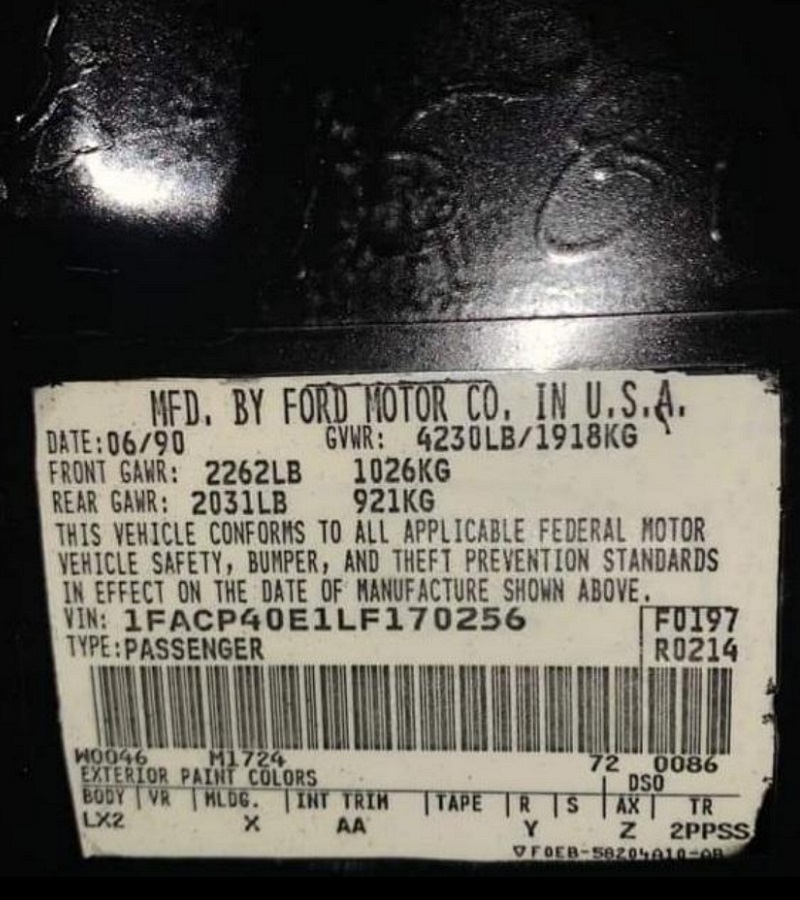 MFD. BY FORD MOTOR CO. IN U.S.A.
DATE:06/90 GVWR: 4230LB/1918KG
FRONT GAWR: 2262LB 1026KG
REAR GAWR: 2031LB 921KG
THIS VEHICLE CONFORMS TO ALL APPLICABLE FEDERAL MOTOR
VEHICLE SAFETY, BUMPER, AND THEFT PREVENTION STANDARDS
IN EFFECT ON THE DATE OF MANUFACTURE SHOWN ABOVE.
VIN: 1FACP40E1LF170256 F0197
TYPE:PASSENGER R0214
W0046 M1724 72 0086
EXTERIOR PAINT COLORS DSO
BODY VR MLDG. INT TRIM TAPE R S AX TR
LX2 X AA Y Z 2PPSS
F0EB-58204A10-AB